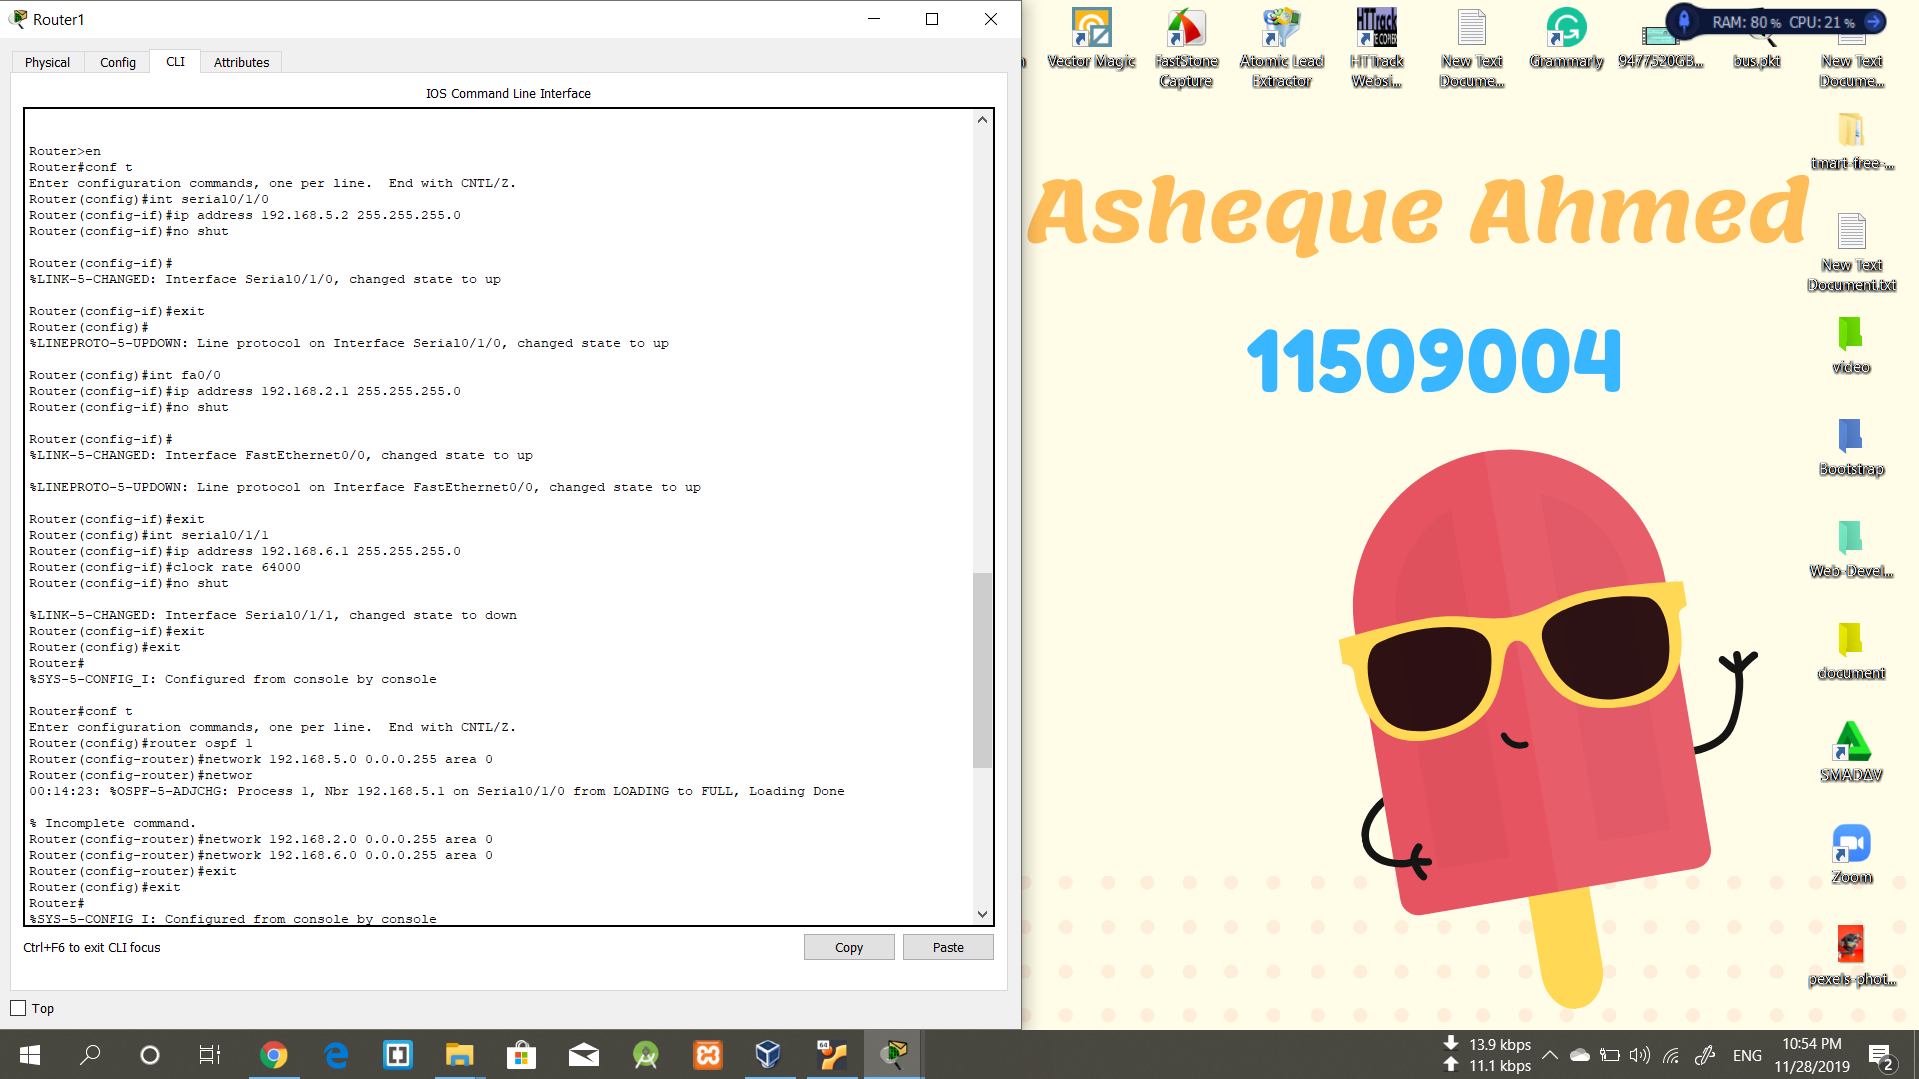 Router1
Physical
Config
CLI
Attributes
IOS Command Line Interface
Router>en
Router#conf t
Enter configuration commands, one per line.  End with CNTL/Z.
Router(config)#int serial0/1/0
Router(config-if)#ip address 192.168.5.2 255.255.255.0
Router(config-if)#no shut
Router(config-if)#
%LINK-5-CHANGED: Interface Serial0/1/0, changed state to up
Router(config-if)#exit
Router(config)#
%LINEPROTO-5-UPDOWN: Line protocol on Interface Serial0/1/0, changed state to up
Router(config)#int fa0/0
Router(config-if)#ip address 192.168.2.1 255.255.255.0
Router(config-if)#no shut
Router(config-if)#
%LINK-5-CHANGED: Interface FastEthernet0/0, changed state to up
%LINEPROTO-5-UPDOWN: Line protocol on Interface FastEthernet0/0, changed state to up
Router(config-if)#exit
Router(config)#int serial0/1/1
Router(config-if)#ip address 192.168.6.1 255.255.255.0
Router(config-if)#clock rate 64000
Router(config-if)#no shut
%LINK-5-CHANGED: Interface Serial0/1/1, changed state to down
Router(config-if)#exit
Router(config)#exit
Router#
%SYS-5-CONFIG_I: Configured from console by console
Router#conf t
Enter configuration commands, one per line.  End with CNTL/Z.
Router(config)#router ospf 1
Router(config-router)#network 192.168.5.0 0.0.0.255 area 0
Router(config-router)#networ
00:14:23: %OSPF-5-ADJCHG: Process 1, Nbr 192.168.5.1 on Serial0/1/0 from LOADING to FULL, Loading Done
% Incomplete command.
Router(config-router)#network 192.168.2.0 0.0.0.255 area 0
Router(config-router)#network 192.168.6.0 0.0.0.255 area 0
Router(config-router)#exit
Router(config)#exit
Router#
%SYS-5-CONFIG_I: Configured from console by console
Ctrl+F6 to exit CLI focus
Copy
Paste
Top
Vector Magic
FastStone Capture
Atomic Lead Extractor
HTTrack
HTTrack Websi...
New Text Docume...
Grammarly
9477520GB...
bus.pkt
New Text Docume...
RAM: 80 % CPU: 21 %
tmart-free-...
New Text Document.txt
video
Bootstrap
Web-Devel...
document
SMADAV
Zoom
pexels-phot...
Asheque Ahmed
11509004
64
13.9 kbps
11.1 kbps
ENG
10:54 PM
11/28/2019
2